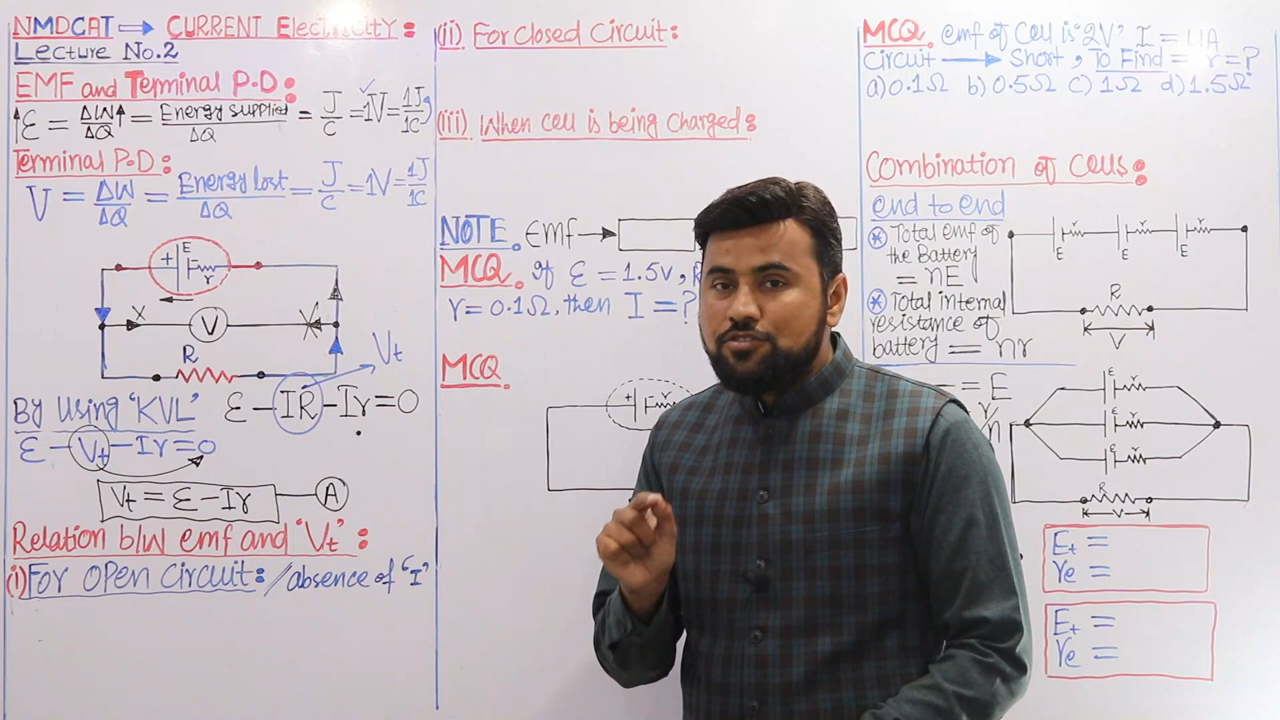 NMDCAT ⟹ CURRENT Electricity:
Lecture No.2
EMF and Terminal P.D:
↑Ɛ = ΔW/ΔQ↑ = Energy supplied/ΔQ = J/C = 1V = 1J/1C
Terminal P.D:
V = ΔW/ΔQ = Energy lost/ΔQ = J/C = 1V = 1J/1C
E
+
r
X
V
X
R
Vt
By Using 'KVL' Ɛ - IR - Ir = 0
Ɛ - Vt - Ir = 0
Vt = Ɛ - Ir
A
Relation b/w emf and 'Vt':
(i) For OPen Circuit: /absence of "I"
(ii) For Closed Circuit:
(iii) When cell is being Charged:
NOTE. Emf →
MCQ. If Ɛ = 1.5v,
r = 0.1Ω, then I = ?
MCQ.
+
r
MCQ. emf of Cell is "2V" I = 4A
Circuit → Short, To Find = r = ?
a) 0.1Ω b) 0.5Ω c) 1Ω d) 1.5Ω
Combination of Cells:
end to end
* Total emf of
the Battery
= nE
* Total internal
resistance of
battery = nr
r r r
E E E
R
V
= E
r
n
E r
E r
E r
R
V
Et =
re =
Et =
re =